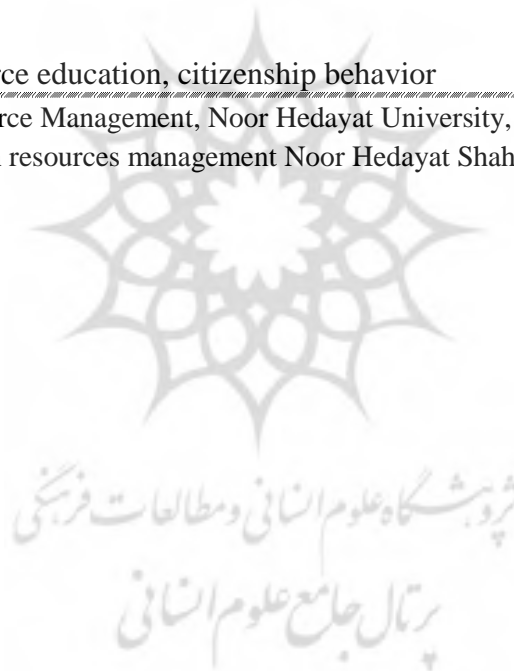 rce education, citizenship behavior
rce Management, Noor Hedayat University,
resources management Noor Hedayat Shah
پژوهشگاه علوم انسانی و مطالعات فرهنگی
پرتال جامع علوم انسانی